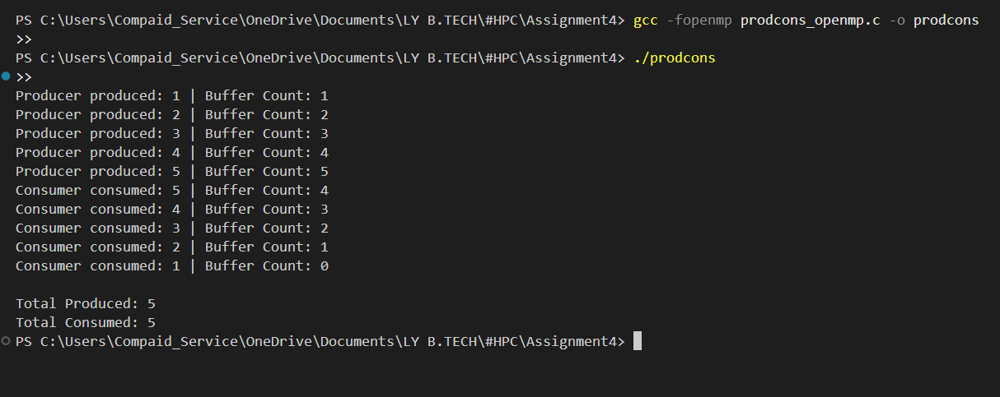 PS C:\Users\Compaid_Service\OneDrive\Documents\LY B.TECH\#HPC\Assignment4> gcc -fopenmp prodcons_openmp.c -o prodcons
>>
PS C:\Users\Compaid_Service\OneDrive\Documents\LY B.TECH\#HPC\Assignment4> ./prodcons
>>
Producer produced: 1 | Buffer Count: 1
Producer produced: 2 | Buffer Count: 2
Producer produced: 3 | Buffer Count: 3
Producer produced: 4 | Buffer Count: 4
Producer produced: 5 | Buffer Count: 5
Consumer consumed: 5 | Buffer Count: 4
Consumer consumed: 4 | Buffer Count: 3
Consumer consumed: 3 | Buffer Count: 2
Consumer consumed: 2 | Buffer Count: 1
Consumer consumed: 1 | Buffer Count: 0

Total Produced: 5
Total Consumed: 5
PS C:\Users\Compaid_Service\OneDrive\Documents\LY B.TECH\#HPC\Assignment4>